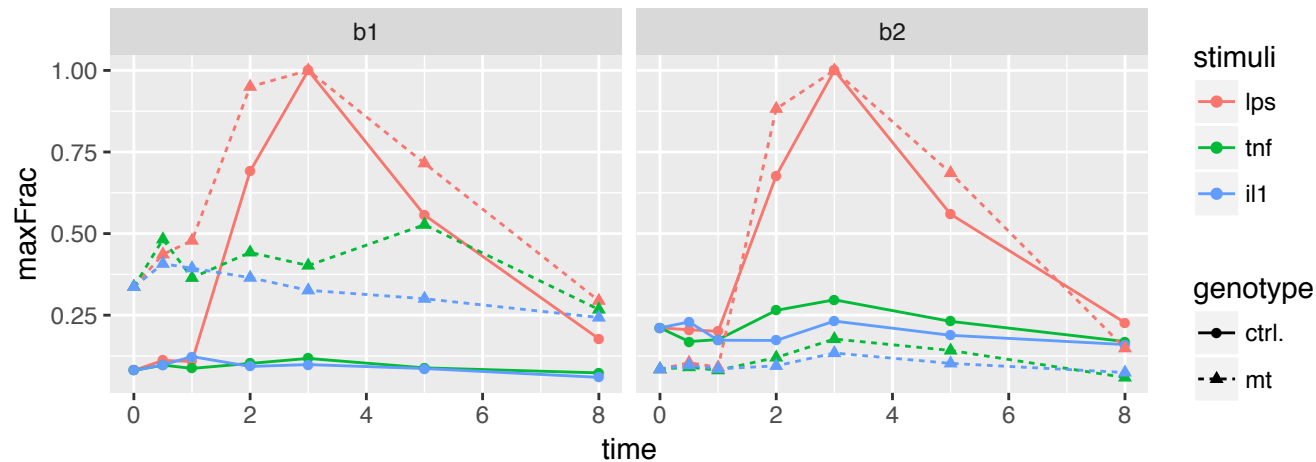 b1
b2
1.00
0.75
0.50
0.25
maxFrac
0 2 4 6 8
0 2 4 6 8
time
stimuli
lps
tnf
il1
genotype
ctrl.
mt